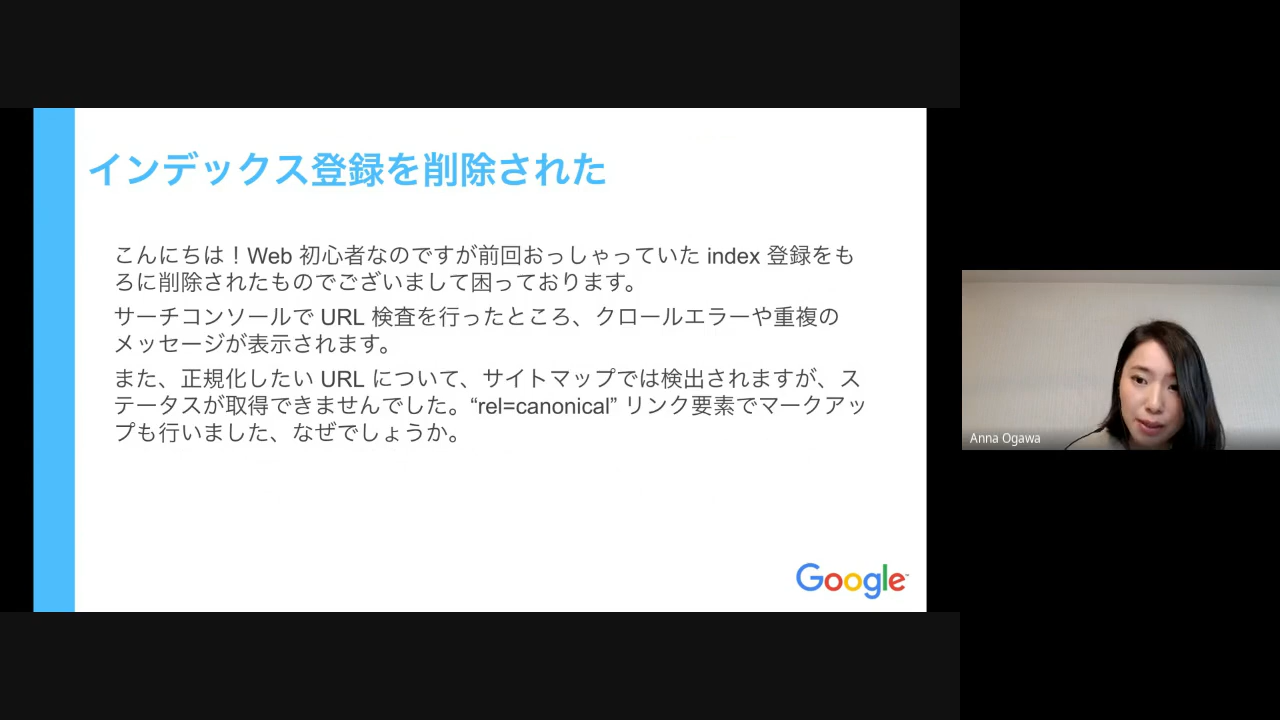 インデックス登録を削除された
こんにちは！Web 初心者なのですが前回おっしゃっていた index 登録をも
ろに削除されたものでございまして困っております。
サーチコンソールで URL 検査を行ったところ、クロールエラーや重複の
メッセージが表示されます。
また、正規化したい URL について、サイトマップでは検出されますが、ス
テータスが取得できませんでした。“rel=canonical” リンク要素でマークアッ
プも行いました、なぜでしょうか。
Google
Anna Ogawa